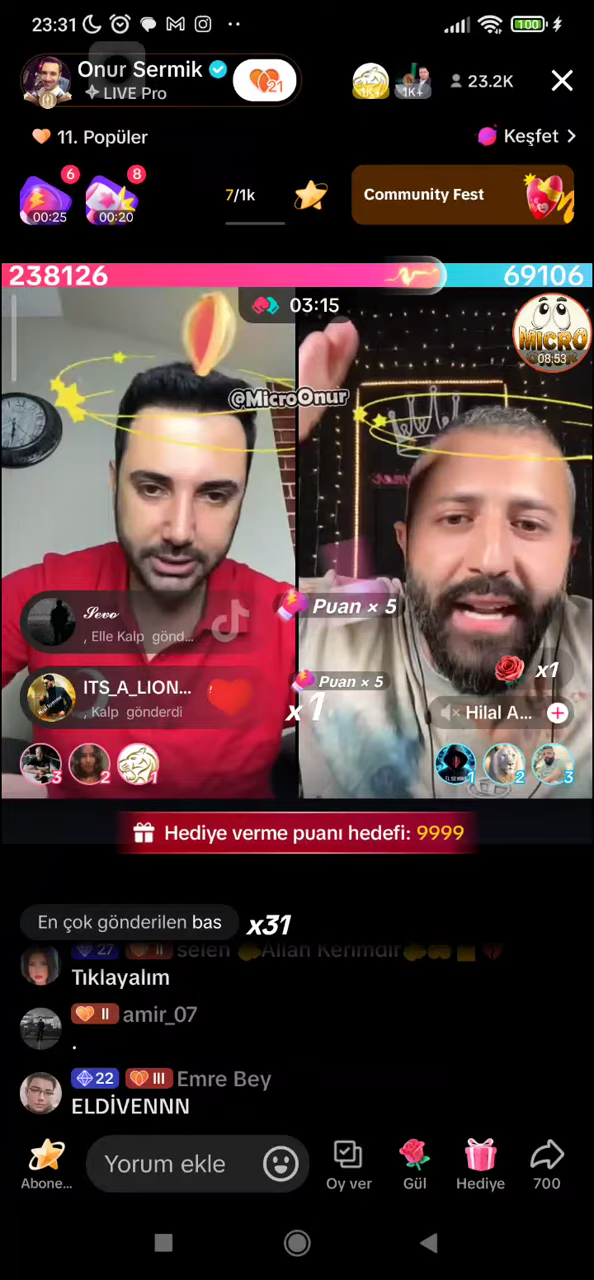 23:31
100
Onur Sermik
LIVE Pro
21
1K+
1K+
23.2K
11. Popüler
Keşfet
6
8
00:25
00:20
7/1k
Community Fest
238126
69106
03:15
MICRO
08:53
@MicroOnur
Sevo
, Elle Kalp gönd...
Puan × 5
ITS_A_LION...
, Kalp gönderdi
Puan × 5
x1
x1
Hilal A...
3
2
1
1
2
3
Hediye verme puanı hedefi: 9999
En çok gönderilen bas
x31
27 II selen Allah Kerimdir
Tıklayalım
II amir_07
.
22 III Emre Bey
ELDİVENNN
Abone...
Yorum ekle
Oy ver
Gül
Hediye
700